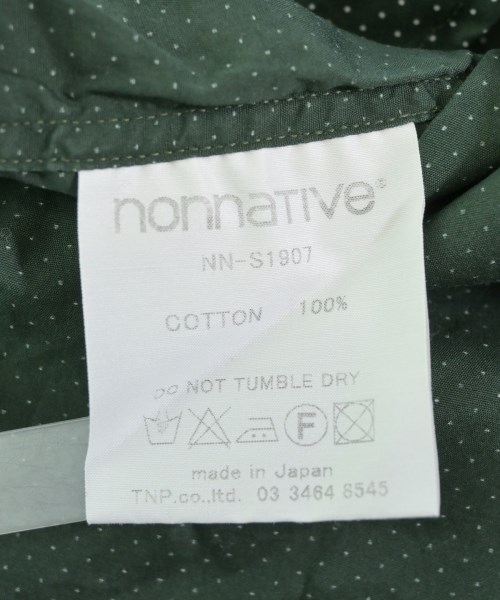 nonnative®
NN-S1907
COTTON 100%
DO NOT TUMBLE DRY
F
made in Japan
TNP.co.,ltd. 03 3464 8545